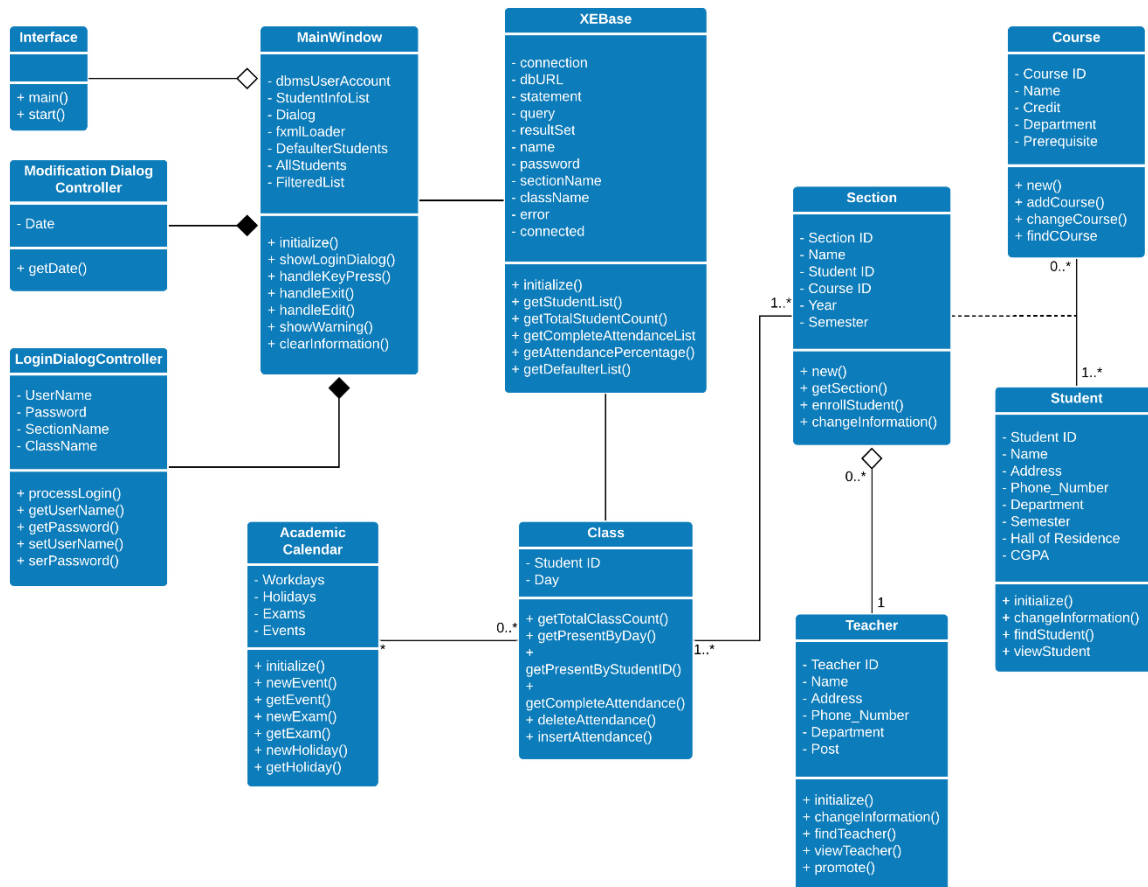 Interface
+ main()
+ start()
MainWindow
- dbmsUserAccount
- StudentInfoList
- Dialog
- fxmlLoader
- DefaulterStudents
- AllStudents
- FilteredList
+ initialize()
+ showLoginDialog()
+ handleKeyPress()
+ handleExit()
+ handleEdit()
+ showWarning()
+ clearInformation()
XEBase
- connection
- dbURL
- statement
- query
- resultSet
- name
- password
- sectionName
- className
- error
- connected
+ initialize()
+ getStudentList()
+ getTotalStudentCount()
+ getCompleteAttendanceList
+ getAttendancePercentage()
+ getDefaulterList()
Course
- Course ID
- Name
- Credit
- Department
- Prerequisite
+ new()
+ addCourse()
+ changeCourse()
+ findCOurse
0..*
Modification Dialog
Controller
- Date
+ getDate()
Section
- Section ID
- Name
- Student ID
- Course ID
- Year
- Semester
+ new()
+ getSection()
+ enrollStudent()
+ changeInformation()
1..*
0..*
LoginDialogController
- UserName
- Password
- SectionName
- ClassName
+ processLogin()
+ getUserName()
+ getPassword()
+ setUserName()
+ serPassword()
1..*
Student
- Student ID
- Name
- Address
- Phone_Number
- Department
- Semester
- Hall of Residence
- CGPA
+ initialize()
+ changeInformation()
+ findStudent()
+ viewStudent
Academic
Calendar
- Workdays
- Holidays
- Exams
- Events
+ initialize()
+ newEvent()
+ getEvent()
+ newExam()
+ getExam()
+ newHoliday()
+ getHoliday()
*
0..*
Class
- Student ID
- Day
+ getTotalClassCount()
+ getPresentByDay()
+
getPresentByStudentID()
+
getCompleteAttendance()
+ deleteAttendance()
+ insertAttendance()
1..*
1
Teacher
- Teacher ID
- Name
- Address
- Phone_Number
- Department
- Post
+ initialize()
+ changeInformation()
+ findTeacher()
+ viewTeacher()
+ promote()